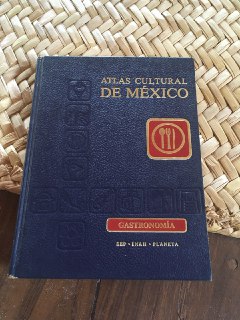 ATLAS CULTURAL
DE MÉXICO
GASTRONOMÍA
SEP • INAH • PLANETA